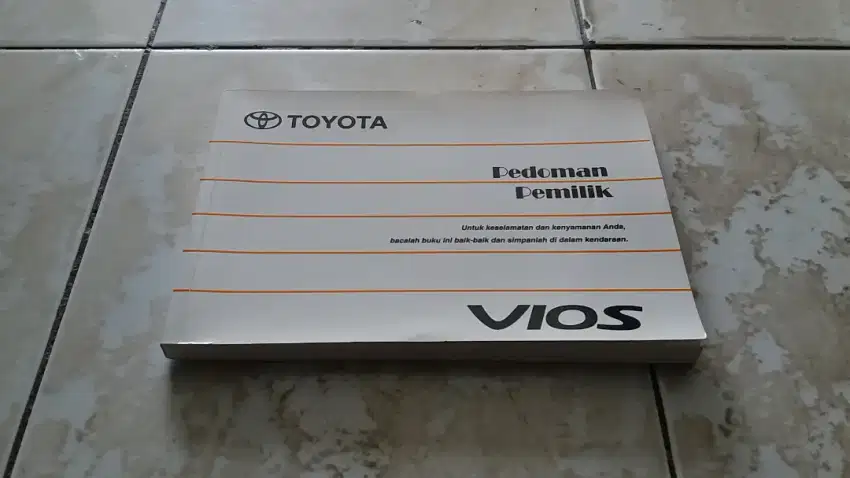 TOYOTA
Pedoman
Pemilik
Untuk keselamatan dan kenyamanan Anda,
bacalah buku ini baik-baik dan simpanlah di dalam kendaraan.
VIOS